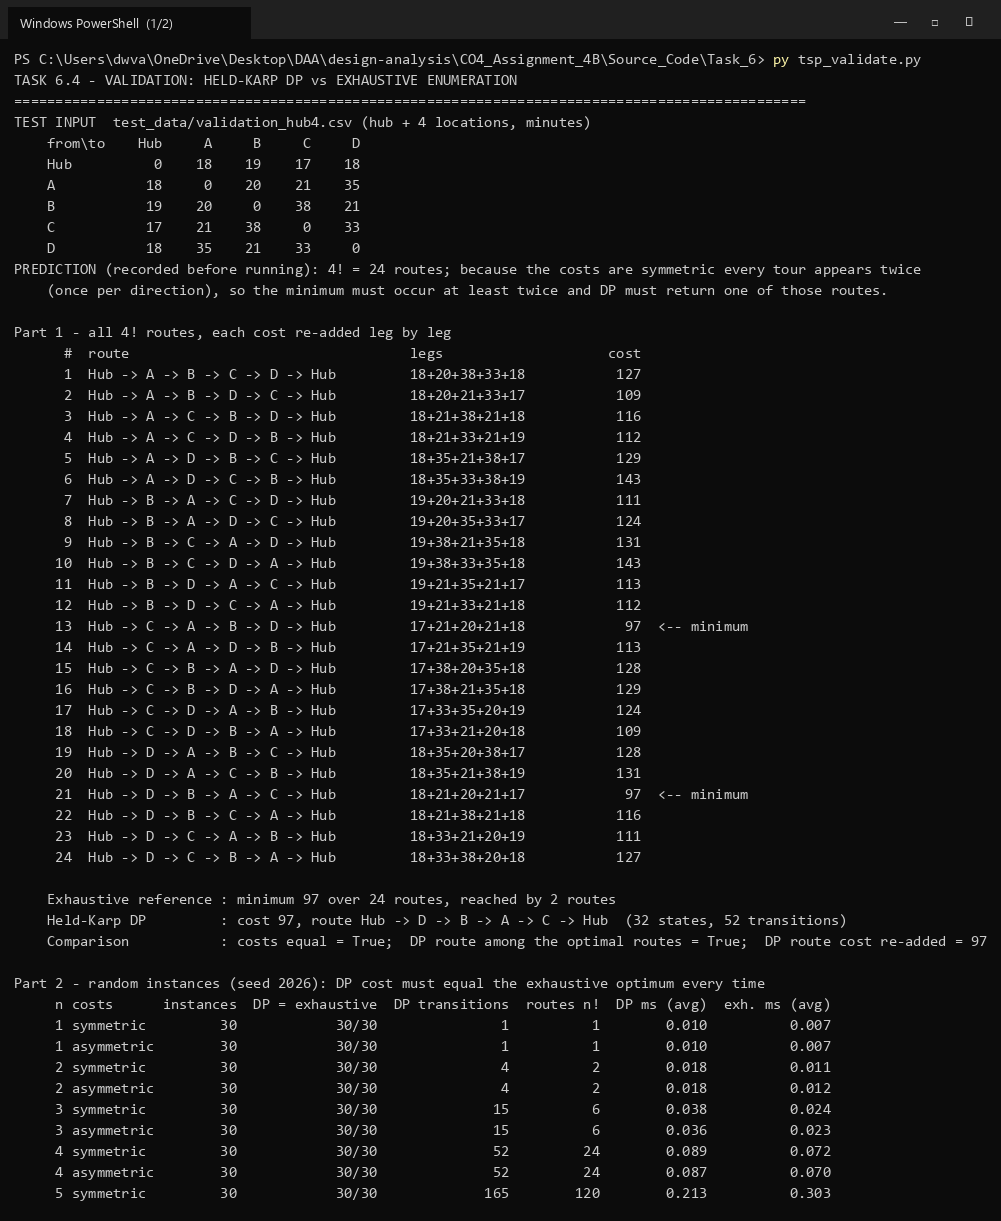 Windows PowerShell (1/2)
PS C:\Users\dwva\OneDrive\Desktop\DAA\design-analysis\CO4_Assignment_4B\Source_Code\Task_6> py tsp_validate.py
TASK 6.4 - VALIDATION: HELD-KARP DP vs EXHAUSTIVE ENUMERATION
================================================================================================
TEST INPUT  test_data/validation_hub4.csv (hub + 4 locations, minutes)
    from\to    Hub     A     B     C     D
    Hub          0    18    19    17    18
    A           18     0    20    21    35
    B           19    20     0    38    21
    C           17    21    38     0    33
    D           18    35    21    33     0
PREDICTION (recorded before running): 4! = 24 routes; because the costs are symmetric every tour appears twice
    (once per direction), so the minimum must occur at least twice and DP must return one of those routes.
Part 1 - all 4! routes, each cost re-added leg by leg
      #  route                                  legs                    cost
      1  Hub -> A -> B -> C -> D -> Hub         18+20+38+33+18           127
      2  Hub -> A -> B -> D -> C -> Hub         18+20+21+33+17           109
      3  Hub -> A -> C -> B -> D -> Hub         18+21+38+21+18           116
      4  Hub -> A -> C -> D -> B -> Hub         18+21+33+21+19           112
      5  Hub -> A -> D -> B -> C -> Hub         18+35+21+38+17           129
      6  Hub -> A -> D -> C -> B -> Hub         18+35+33+38+19           143
      7  Hub -> B -> A -> C -> D -> Hub         19+20+21+33+18           111
      8  Hub -> B -> A -> D -> C -> Hub         19+20+35+33+17           124
      9  Hub -> B -> C -> A -> D -> Hub         19+38+21+35+18           131
     10  Hub -> B -> C -> D -> A -> Hub         19+38+33+35+18           143
     11  Hub -> B -> D -> A -> C -> Hub         19+21+35+21+17           113
     12  Hub -> B -> D -> C -> A -> Hub         19+21+33+21+18           112
     13  Hub -> C -> A -> B -> D -> Hub         17+21+20+21+18            97  <-- minimum
     14  Hub -> C -> A -> D -> B -> Hub         17+21+35+21+19           113
     15  Hub -> C -> B -> A -> D -> Hub         17+38+20+35+18           128
     16  Hub -> C -> B -> D -> A -> Hub         17+38+21+35+18           129
     17  Hub -> C -> D -> A -> B -> Hub         17+33+35+20+19           124
     18  Hub -> C -> D -> B -> A -> Hub         17+33+21+20+18           109
     19  Hub -> D -> A -> B -> C -> Hub         18+35+20+38+17           128
     20  Hub -> D -> A -> C -> B -> Hub         18+35+21+38+19           131
     21  Hub -> D -> B -> A -> C -> Hub         18+21+20+21+17            97  <-- minimum
     22  Hub -> D -> B -> C -> A -> Hub         18+21+38+21+18           116
     23  Hub -> D -> C -> A -> B -> Hub         18+33+21+20+19           111
     24  Hub -> D -> C -> B -> A -> Hub         18+33+38+20+18           127
    Exhaustive reference : minimum 97 over 24 routes, reached by 2 routes
    Held-Karp DP         : cost 97, route Hub -> D -> B -> A -> C -> Hub  (32 states, 52 transitions)
    Comparison           : costs equal = True;  DP route among the optimal routes = True;  DP route cost re-added = 97
Part 2 - random instances (seed 2026): DP cost must equal the exhaustive optimum every time
     n costs      instances  DP = exhaustive  DP transitions  routes n!  DP ms (avg)  exh. ms (avg)
     1 symmetric         30            30/30               1          1        0.010          0.007
     1 asymmetric        30            30/30               1          1        0.010          0.007
     2 symmetric         30            30/30               4          2        0.018          0.011
     2 asymmetric        30            30/30               4          2        0.018          0.012
     3 symmetric         30            30/30              15          6        0.038          0.024
     3 asymmetric        30            30/30              15          6        0.036          0.023
     4 symmetric         30            30/30              52         24        0.089          0.072
     4 asymmetric        30            30/30              52         24        0.087          0.070
     5 symmetric         30            30/30             165        120        0.213          0.303